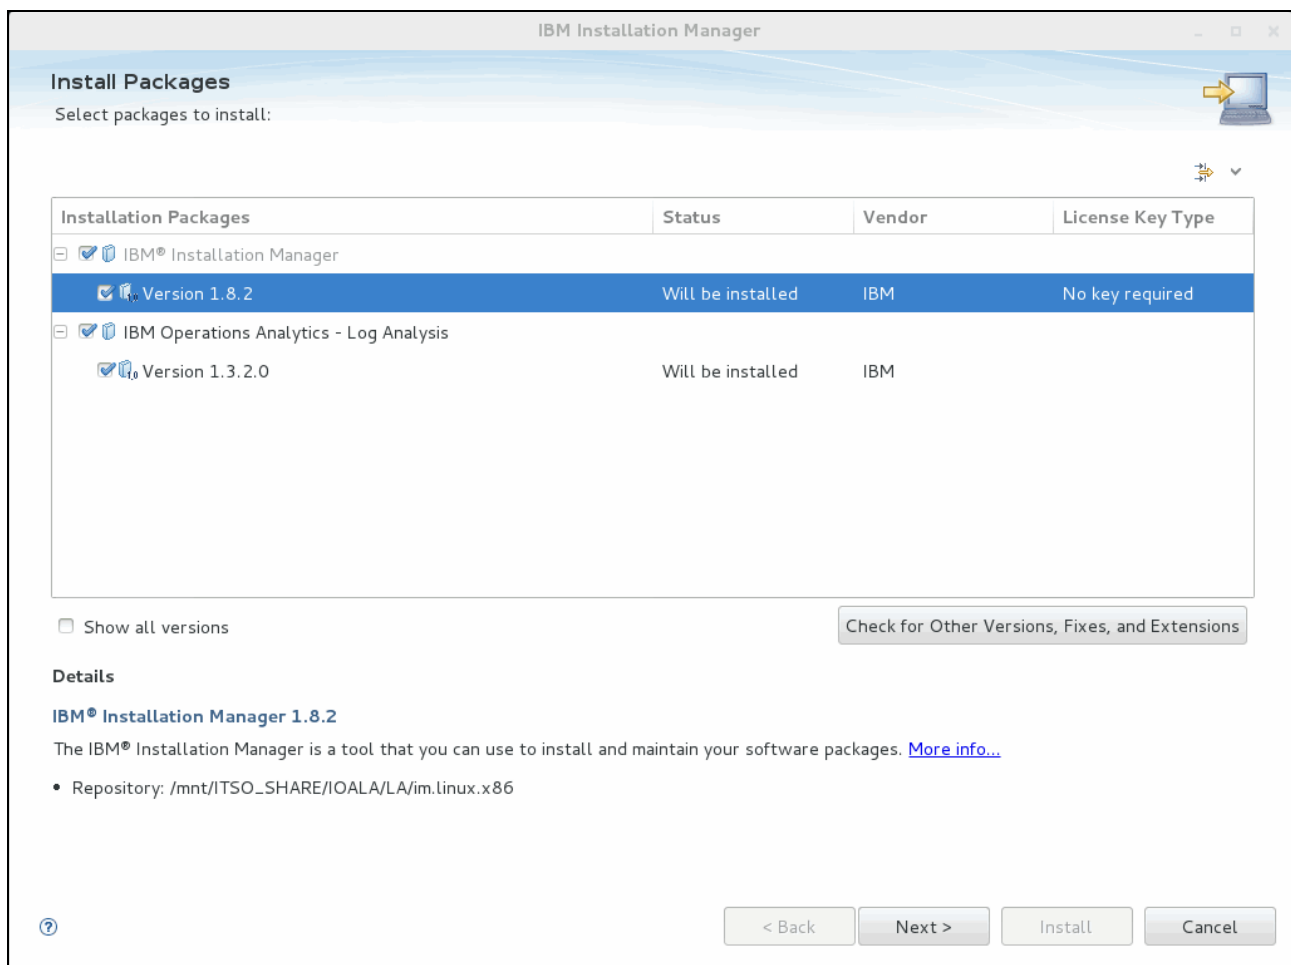 IBM Installation Manager
Install Packages
Select packages to install:
Installation Packages Status Vendor License Key Type
IBM® Installation Manager
Version 1.8.2 Will be installed IBM No key required
IBM Operations Analytics - Log Analysis
Version 1.3.2.0 Will be installed IBM
Show all versions Check for Other Versions, Fixes, and Extensions
Details
IBM® Installation Manager 1.8.2
The IBM® Installation Manager is a tool that you can use to install and maintain your software packages. More info...
• Repository: /mnt/ITSO_SHARE/IOALA/LA/im.linux.x86
? < Back Next > Install Cancel